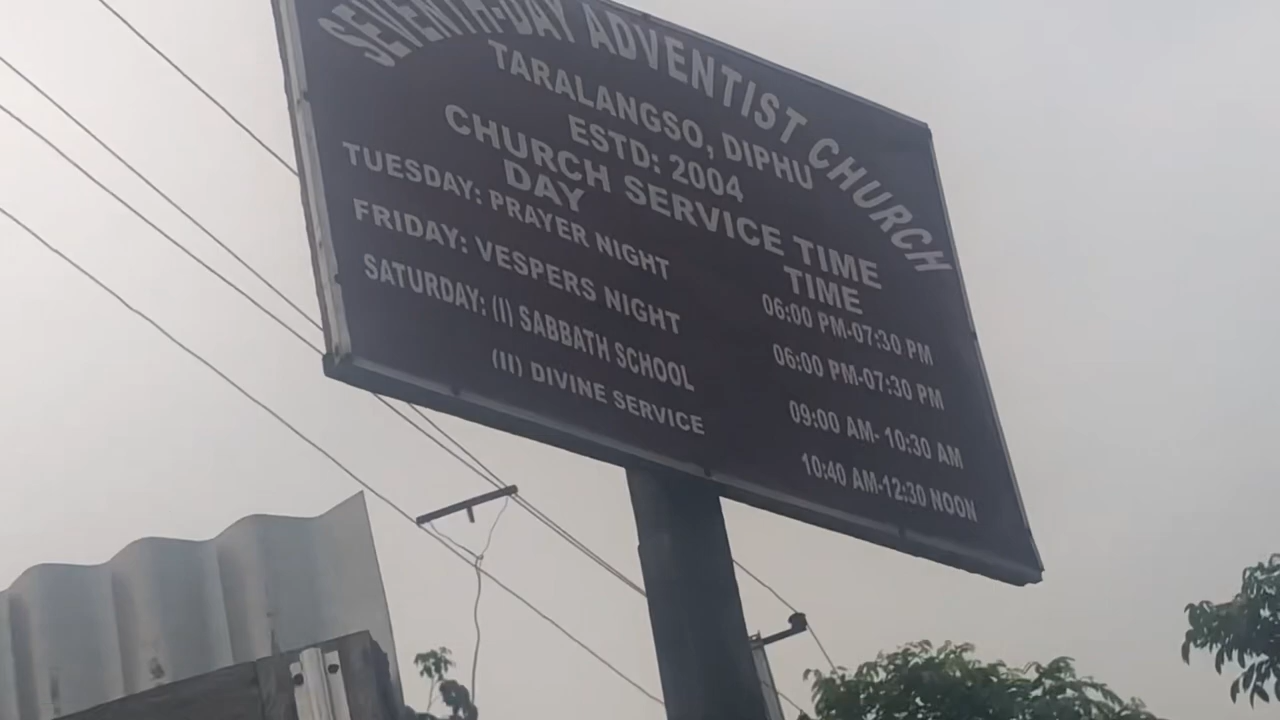 SEVENTH-DAY ADVENTIST CHURCH
TARALANGSO, DIPHU
ESTD: 2004
CHURCH SERVICE TIME
DAY TIME
TUESDAY: PRAYER NIGHT 06:00 PM-07:30 PM
FRIDAY: VESPERS NIGHT 06:00 PM-07:30 PM
SATURDAY: (I) SABBATH SCHOOL 09:00 AM- 10:30 AM
(II) DIVINE SERVICE 10:40 AM-12:30 NOON